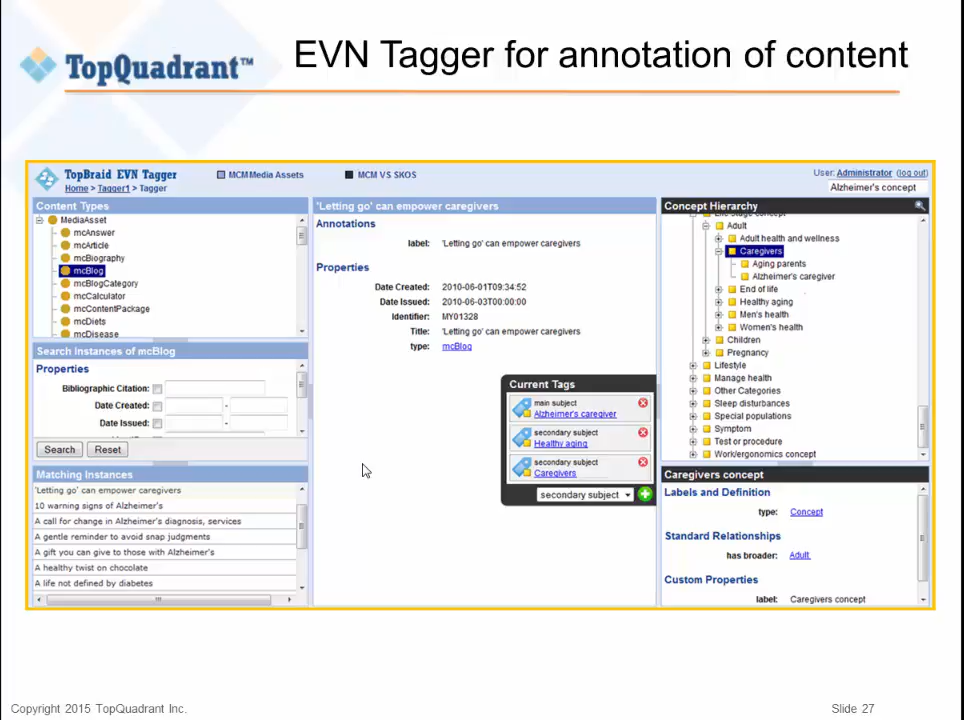 TopQuadrant™
EVN Tagger for annotation of content
TopBraid EVN Tagger
Home > Tagger1 > Tagger
MCM Media Assets
MCM VS SKOS
User: Administrator (log out)
Alzheimer's concept
Content Types
MediaAsset
mcAnswer
mcArticle
mcBiography
mcBlog
mcBlogCategory
mcCalculator
mcContentPackage
mcDiets
mcDisease
Search Instances of mcBlog
Properties
Bibliographic Citation:
Date Created: -
Date Issued: -
Search Reset
Matching Instances
'Letting go' can empower caregivers
10 warning signs of Alzheimer's
A call for change in Alzheimer's diagnosis, services
A gentle reminder to avoid snap judgments
A gift you can give to those with Alzheimer's
A healthy twist on chocolate
A life not defined by diabetes
'Letting go' can empower caregivers
Annotations
label: 'Letting go' can empower caregivers
Properties
Date Created: 2010-06-01T09:34:52
Date Issued: 2010-06-03T00:00:00
Identifier: MY01328
Title: 'Letting go' can empower caregivers
type: mcBlog
Current Tags
main subject
Alzheimer's caregiver
secondary subject
Healthy aging
secondary subject
Caregivers
secondary subject
Concept Hierarchy
Life stage concept
Adult
Adult health and wellness
Caregivers
Aging parents
Alzheimer's caregiver
End of life
Healthy aging
Men's health
Women's health
Children
Pregnancy
Lifestyle
Manage health
Other Categories
Sleep disturbances
Special populations
Symptom
Test or procedure
Work/ergonomics concept
Caregivers concept
Labels and Definition
type: Concept
Standard Relationships
has broader: Adult
Custom Properties
label: Caregivers concept
Copyright 2015 TopQuadrant Inc.
Slide 27